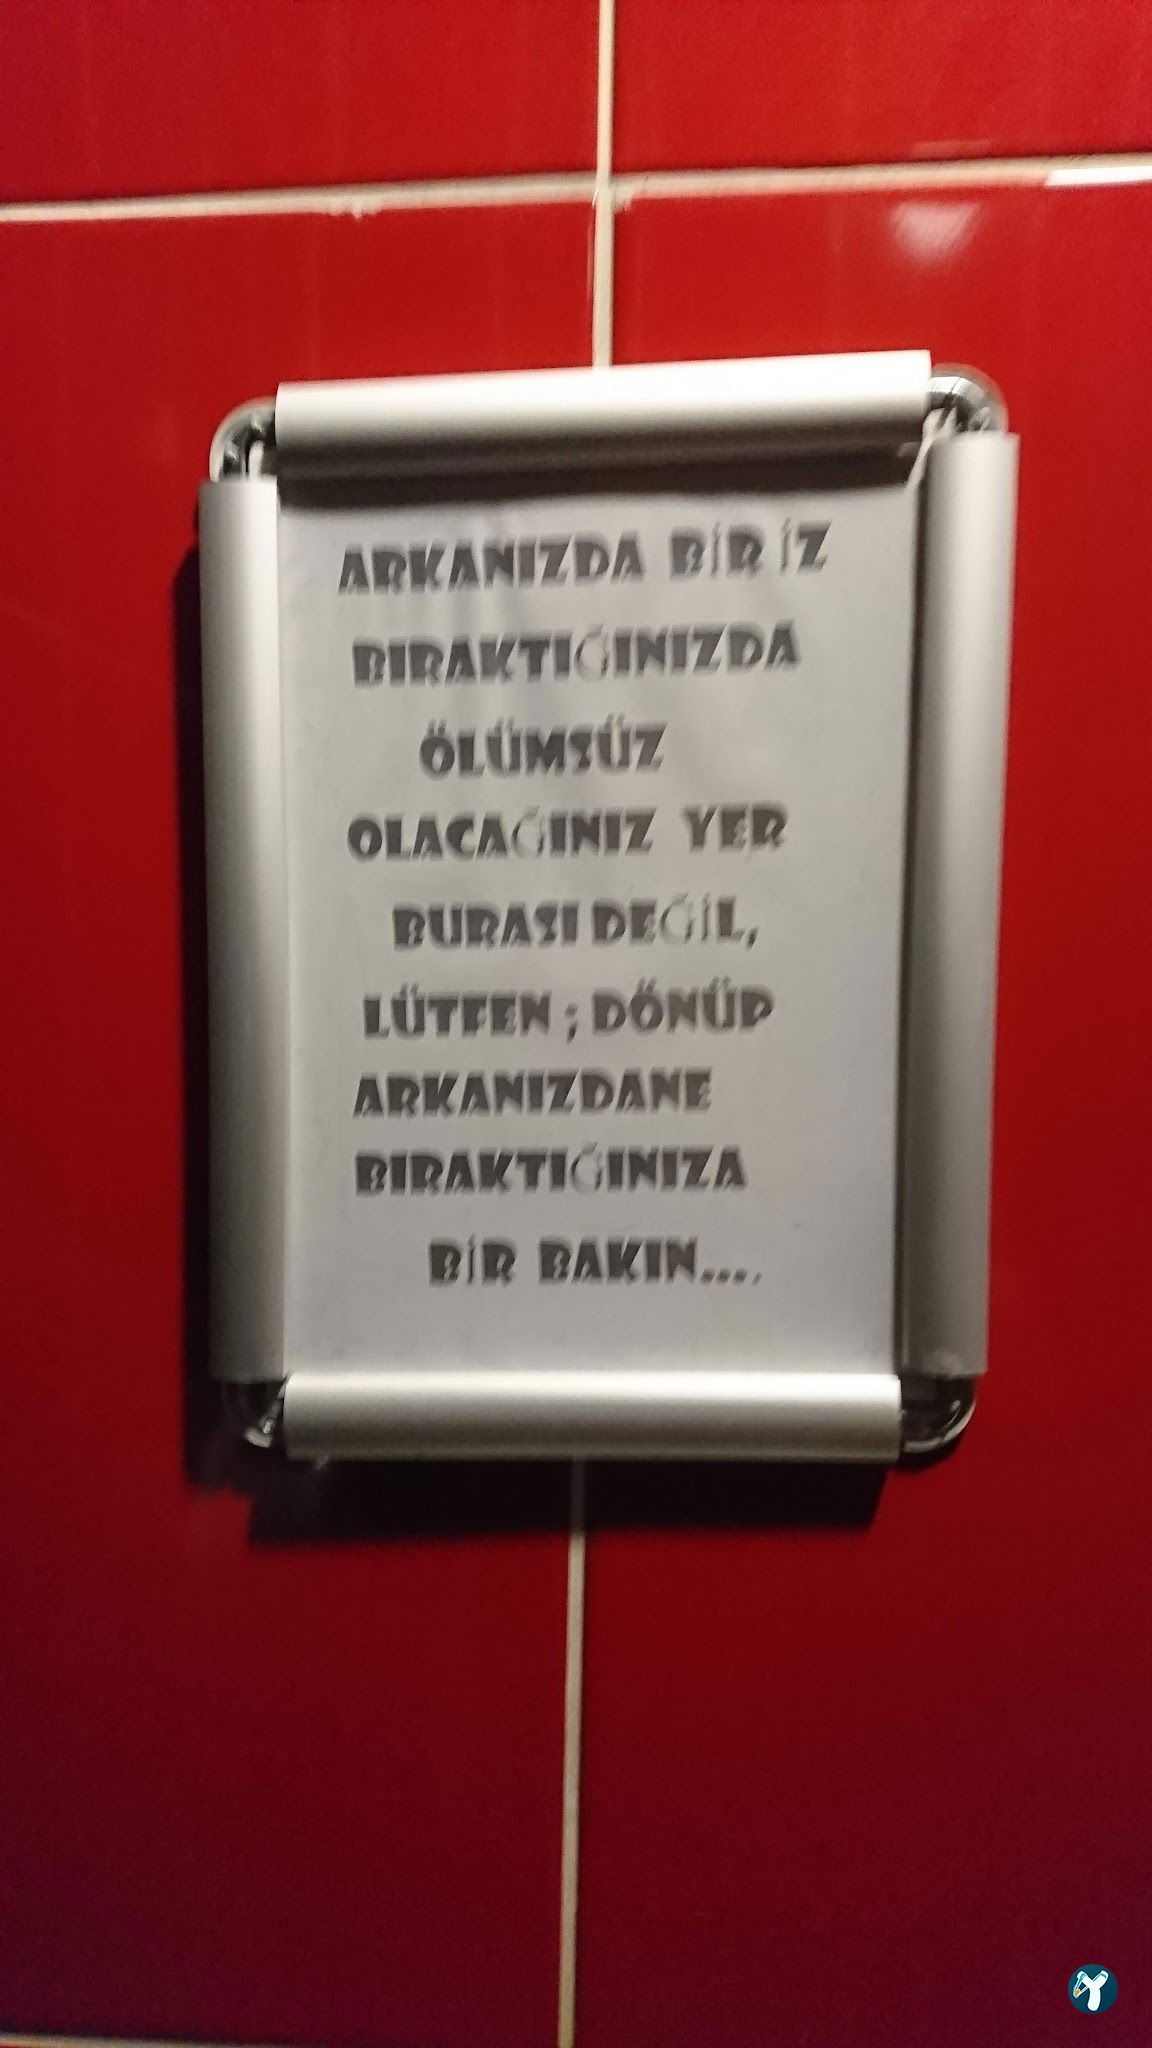 ARKANIZDA BİR İZ
BIRAKTIĞINIZDA
ÖLÜMSÜZ
OLACAĞINIZ YER
BURASI DEĞİL,
LÜTFEN ; DÖNÜP
ARKANIZDANE
BIRAKTIĞINIZA
BİR BAKIN....